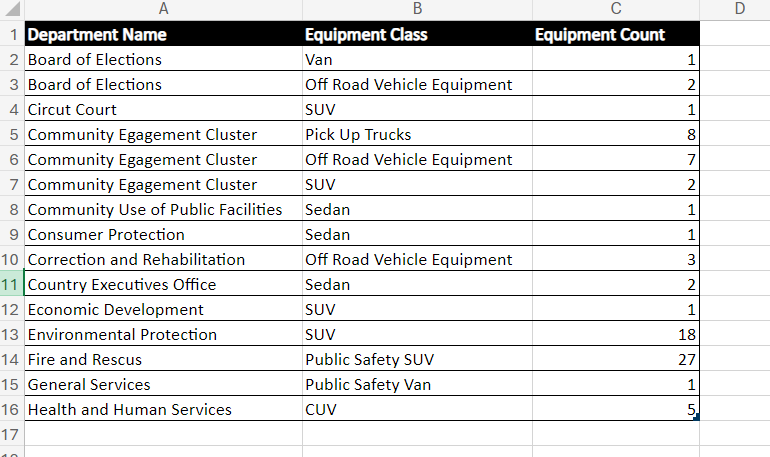 A B C D
1 Department Name Equipment Class Equipment Count
2 Board of Elections Van 1
3 Board of Elections Off Road Vehicle Equipment 2
4 Circut Court SUV 1
5 Community Egagement Cluster Pick Up Trucks 8
6 Community Egagement Cluster Off Road Vehicle Equipment 7
7 Community Egagement Cluster SUV 2
8 Community Use of Public Facilities Sedan 1
9 Consumer Protection Sedan 1
10 Correction and Rehabilitation Off Road Vehicle Equipment 3
11 Country Executives Office Sedan 2
12 Economic Development SUV 1
13 Environmental Protection SUV 18
14 Fire and Rescus Public Safety SUV 27
15 General Services Public Safety Van 1
16 Health and Human Services CUV 5
17